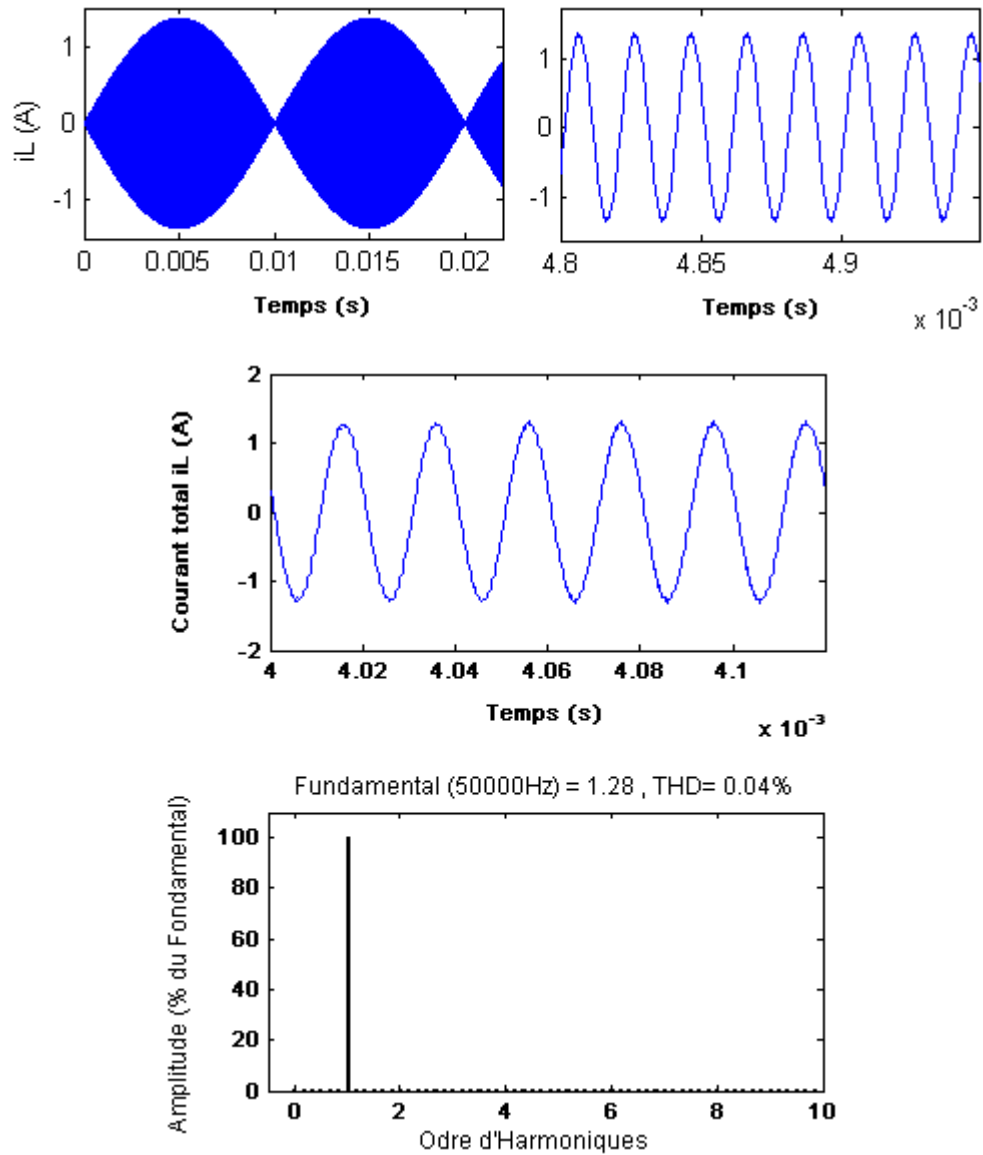 iL (A)
1
0
-1
0 0.005 0.01 0.015 0.02
Temps (s)
1
0
-1
4.8 4.85 4.9
Temps (s)
x 10-3
Courant total iL (A)
2
1
0
-1
-2
4 4.02 4.04 4.06 4.08 4.1
Temps (s)
x 10-3
Fundamental (50000Hz) = 1.28 , THD= 0.04%
Amplitude (% du Fondamental)
100
80
60
40
20
0
0 2 4 6 8 10
Odre d'Harmoniques